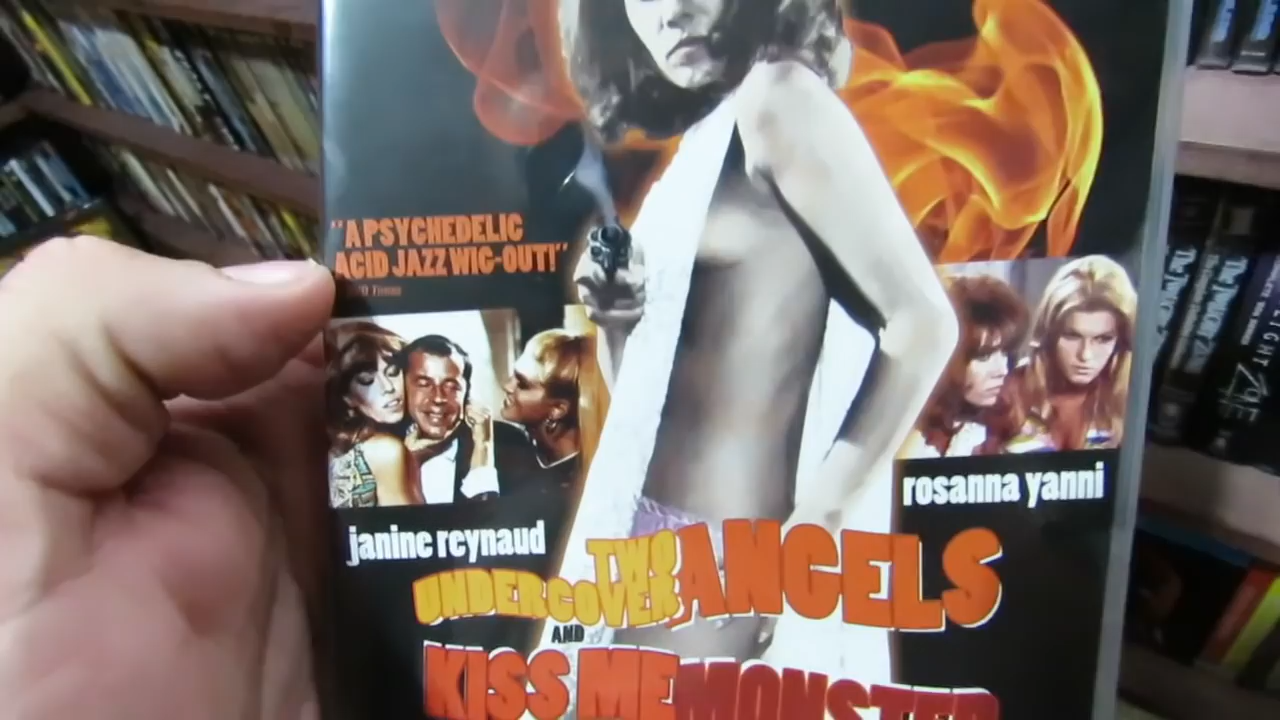 "A PSYCHEDELIC
ACID JAZZ WIG-OUT!"
janine reynaud
rosanna yanni
TWO
UNDERCOVER ANGELS
AND
KISS ME MONSTER